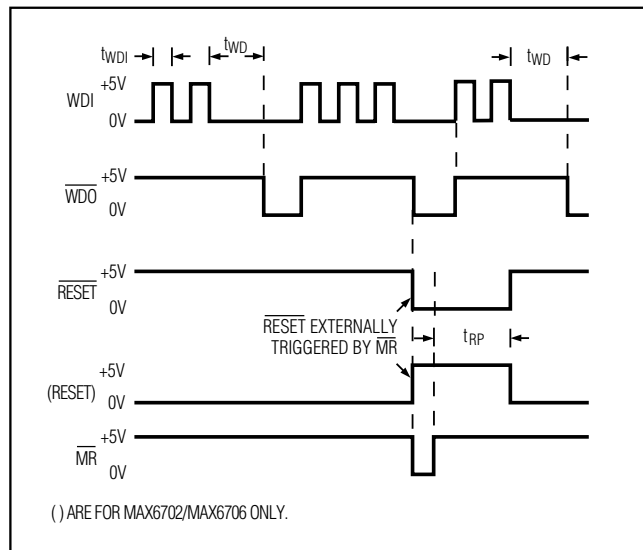 tWDI
tWD
tWD
WDI
+5V
0V
WDO
+5V
0V
RESET
+5V
0V
RESET EXTERNALLY
TRIGGERED BY MR
tRP
(RESET)
+5V
0V
MR
+5V
0V
( ) ARE FOR MAX6702/MAX6706 ONLY.